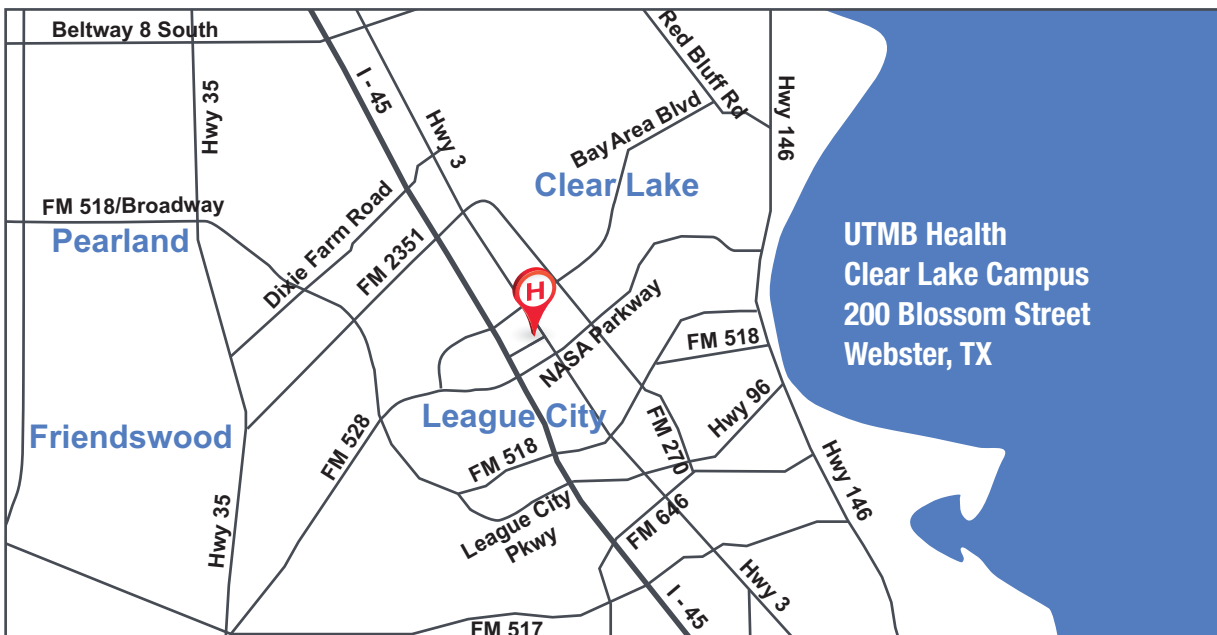 Beltway 8 South
Hwy 35
I - 45
Hwy 3
Red Bluff Rd
Hwy 146
Bay Area Blvd
Clear Lake
FM 518/Broadway
Pearland
Dixie Farm Road
FM 2351
H
NASA Parkway
FM 518
UTMB Health
Clear Lake Campus
200 Blossom Street
Webster, TX
League City
Friendswood
FM 528
FM 518
FM 270
Hwy 96
Hwy 146
Hwy 35
League City
Pkwy
FM 646
Hwy 3
I - 45
FM 517